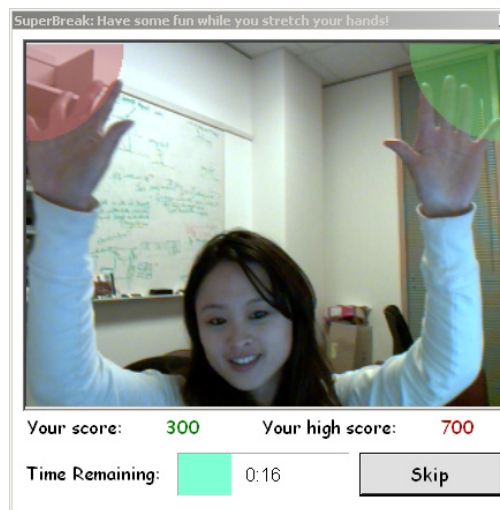 SuperBreak: Have some fun while you stretch your hands!
Your score: 300 Your high score: 700
Time Remaining: 0:16 Skip